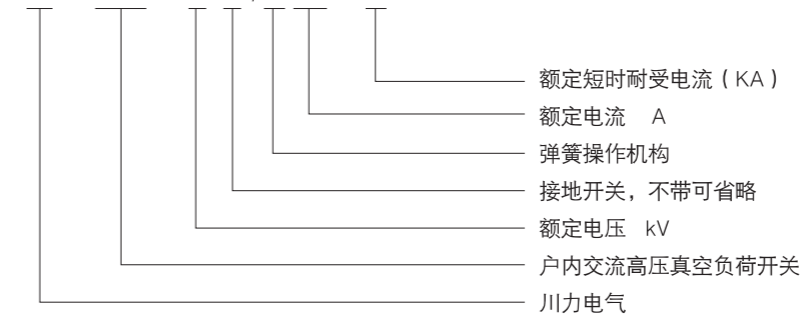 额定短时耐受电流（KA）
额定电流 A
弹簧操作机构
接地开关，不带可省略
额定电压 kV
户内交流高压真空负荷开关
川力电气